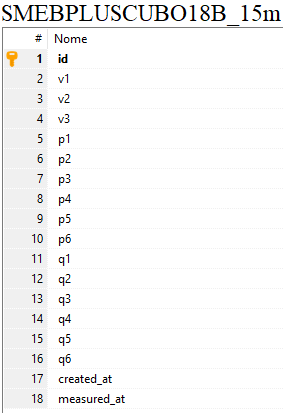 SMEBPLUSCUBO18B_15m
# Nome
1 id
2 v1
3 v2
4 v3
5 p1
6 p2
7 p3
8 p4
9 p5
10 p6
11 q1
12 q2
13 q3
14 q4
15 q5
16 q6
17 created_at
18 measured_at